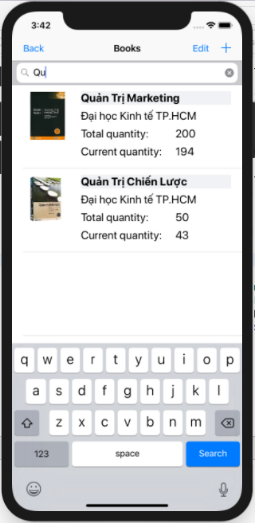 3:42
Back Books Edit +
Qu
Quản Trị Marketing
Đại học Kinh tế TP.HCM
Total quantity: 200
Current quantity: 194
Quản Trị Chiến Lược
Đại học Kinh tế TP.HCM
Total quantity: 50
Current quantity: 43
q w e r t y u i o p
a s d f g h j k l
z x c v b n m
123 space Search